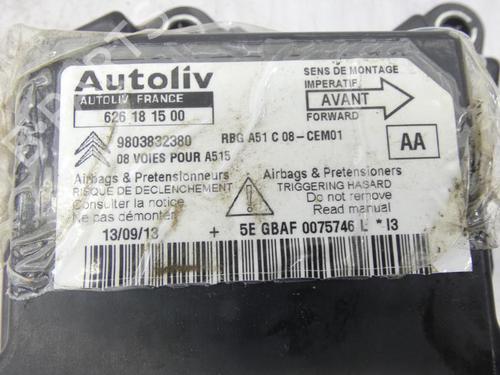 Autoliv
AUTOLIV FRANCE
626 18 15 00
SENS DE MONTAGE
IMPERATIF
AVANT
FORWARD
9803832380
RBG A51 C 08-CEM01
08 VOIES POUR A515
AA
Airbags & Pretensionneurs
RISQUE DE DECLENCHEMENT
Consulter la notice
Ne pas démonter
Airbags & Pretensioners
TRIGGERING HASARD
Do not remove
Read manual
13/09/13 + 5E GBAF 0075746 L * I3